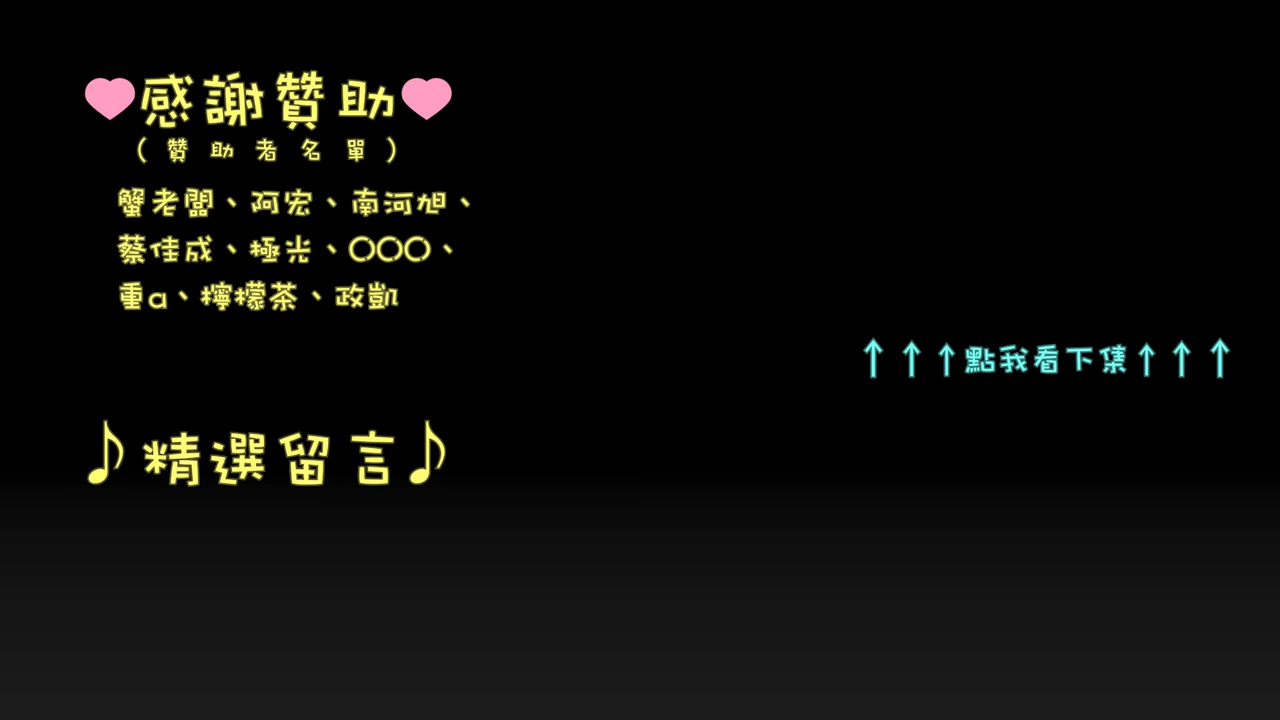 感謝贊助
（贊助者名單）
蟹老闆、阿宏、南河旭、
蔡佳成、極光、〇〇〇、
重a、檸檬茶、政凱
↑↑↑點我看下集↑↑↑
♪精選留言♪